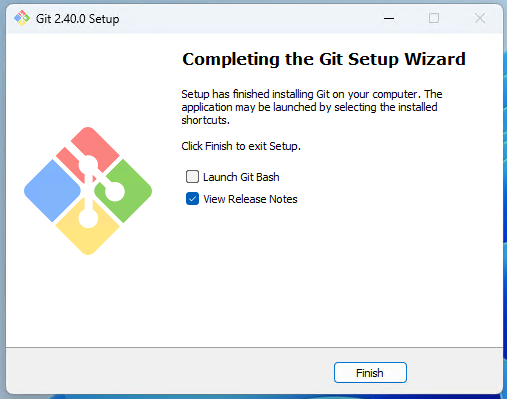 Git 2.40.0 Setup
Completing the Git Setup Wizard
Setup has finished installing Git on your computer. The
application may be launched by selecting the installed
shortcuts.
Click Finish to exit Setup.
Launch Git Bash
View Release Notes
Finish